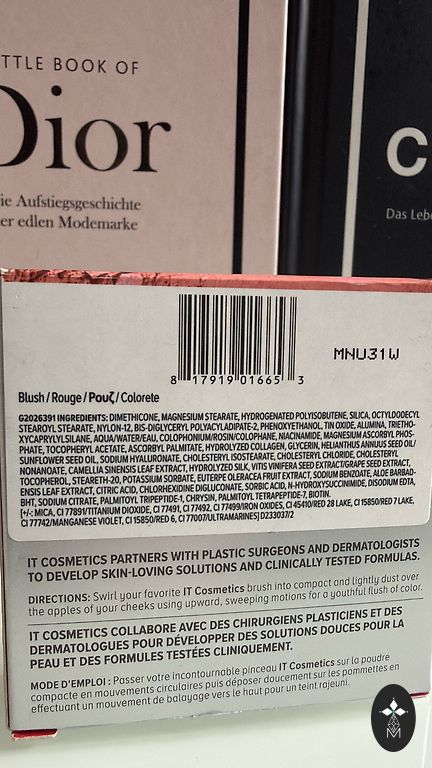 TTLE BOOK OF
Dior
ie Aufstiegsgeschichte
er edlen Modemarke
C
Das Lebe
8 17919 01665 3
MNU31W
Blush / Rouge / Ρουζ / Colorete
G2026391 INGREDIENTS: DIMETHICONE, MAGNESIUM STEARATE, HYDROGENATED POLYISOBUTENE, SILICA, OCTYLDODECYL
STEAROYL STEARATE, NYLON-12, BIS-DIGLYCERYL POLYACYLADIPATE-2, PHENOXYETHANOL, TIN OXIDE, ALUMINA, TRIETHO-
XYCAPRYLYLSILANE, AQUA/WATER/EAU, COLOPHONIUM/ROSIN/COLOPHANE, NIACINAMIDE, MAGNESIUM ASCORBYL PHOS-
PHATE, TOCOPHERYL ACETATE, ASCORBYL PALMITATE, HYDROLYZED COLLAGEN, GLYCERIN, HELIANTHUS ANNUUS SEED OIL/
SUNFLOWER SEED OIL, SODIUM HYALURONATE, CHOLESTERYL ISOSTEARATE, CHOLESTERYL CHLORIDE, CHOLESTERYL
NONANOATE, CAMELLIA SINENSIS LEAF EXTRACT, HYDROLYZED SILK, VITIS VINIFERA SEED EXTRACT/GRAPE SEED EXTRACT,
TOCOPHEROL, STEARETH-20, POTASSIUM SORBATE, EUTERPE OLERACEA FRUIT EXTRACT, SODIUM BENZOATE, ALOE BARBAD-
ENSIS LEAF EXTRACT, CITRIC ACID, CHLORHEXIDINE DIGLUCONATE, SORBIC ACID, N-HYDROXYSUCCINIMIDE, DISODIUM EDTA,
BHT, SODIUM CITRATE, PALMITOYL TRIPEPTIDE-1, CHRYSIN, PALMITOYL TETRAPEPTIDE-7, BIOTIN.
[+/-: MICA, CI 77891/TITANIUM DIOXIDE, CI 77491, CI 77492, CI 77499/IRON OXIDES, CI 45410/RED 28 LAKE, CI 15850/RED 7 LAKE,
CI 77742/MANGANESE VIOLET, CI 15850/RED 6, CI 77007/ULTRAMARINES] D233037/2
IT COSMETICS PARTNERS WITH PLASTIC SURGEONS AND DERMATOLOGISTS
TO DEVELOP SKIN-LOVING SOLUTIONS AND CLINICALLY TESTED FORMULAS.
DIRECTIONS: Swirl your favorite IT Cosmetics brush into compact and lightly dust over
the apples of your cheeks using upward, sweeping motions for a youthful flush of color.
IT COSMETICS COLLABORE AVEC DES CHIRURGIENS PLASTICIENS ET DES
DERMATOLOGUES POUR DÉVELOPPER DES SOLUTIONS DOUCES POUR LA
PEAU ET DES FORMULES TESTÉES CLINIQUEMENT.
MODE D'EMPLOI : Passer votre incontournable pinceau IT Cosmetics sur la poudre
compacte en mouvements circulaires puis déposer doucement sur les pommettes en
effectuant un mouvement de balayage vers le haut pour un teint rajeuni.